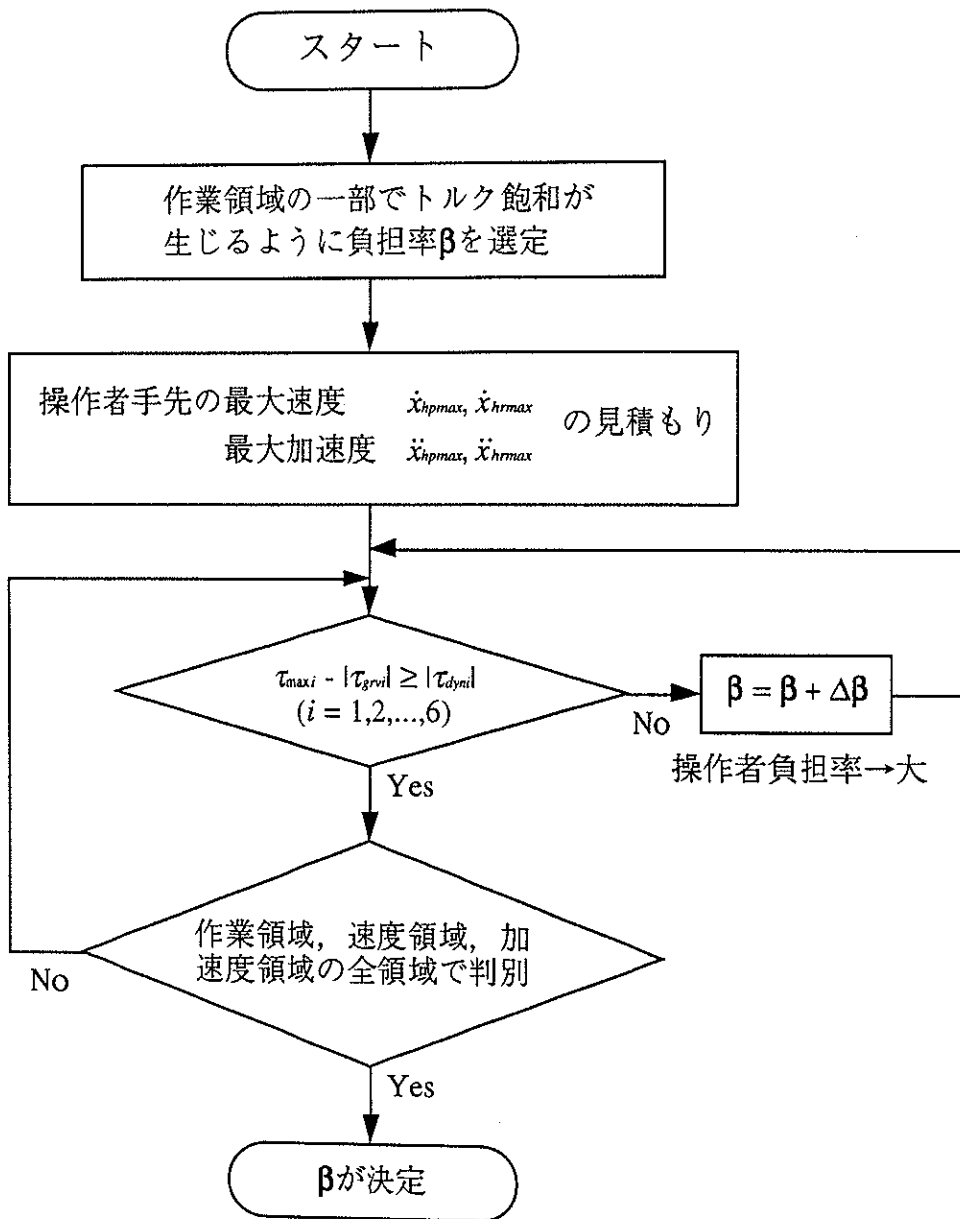 スタート
作業領域の一部でトルク飽和が
生じるように負担率βを選定
操作者手先の最大速度 ẋhpmax, ẋhrmax の見積もり
最大加速度 ẍhpmax, ẍhrmax
τmaxi - |τgrvi| ≥ |τdyni|
(i = 1,2,...,6)
No
β = β + Δβ
操作者負担率→大
Yes
作業領域，速度領域，加
速度領域の全領域で判別
No
Yes
βが決定